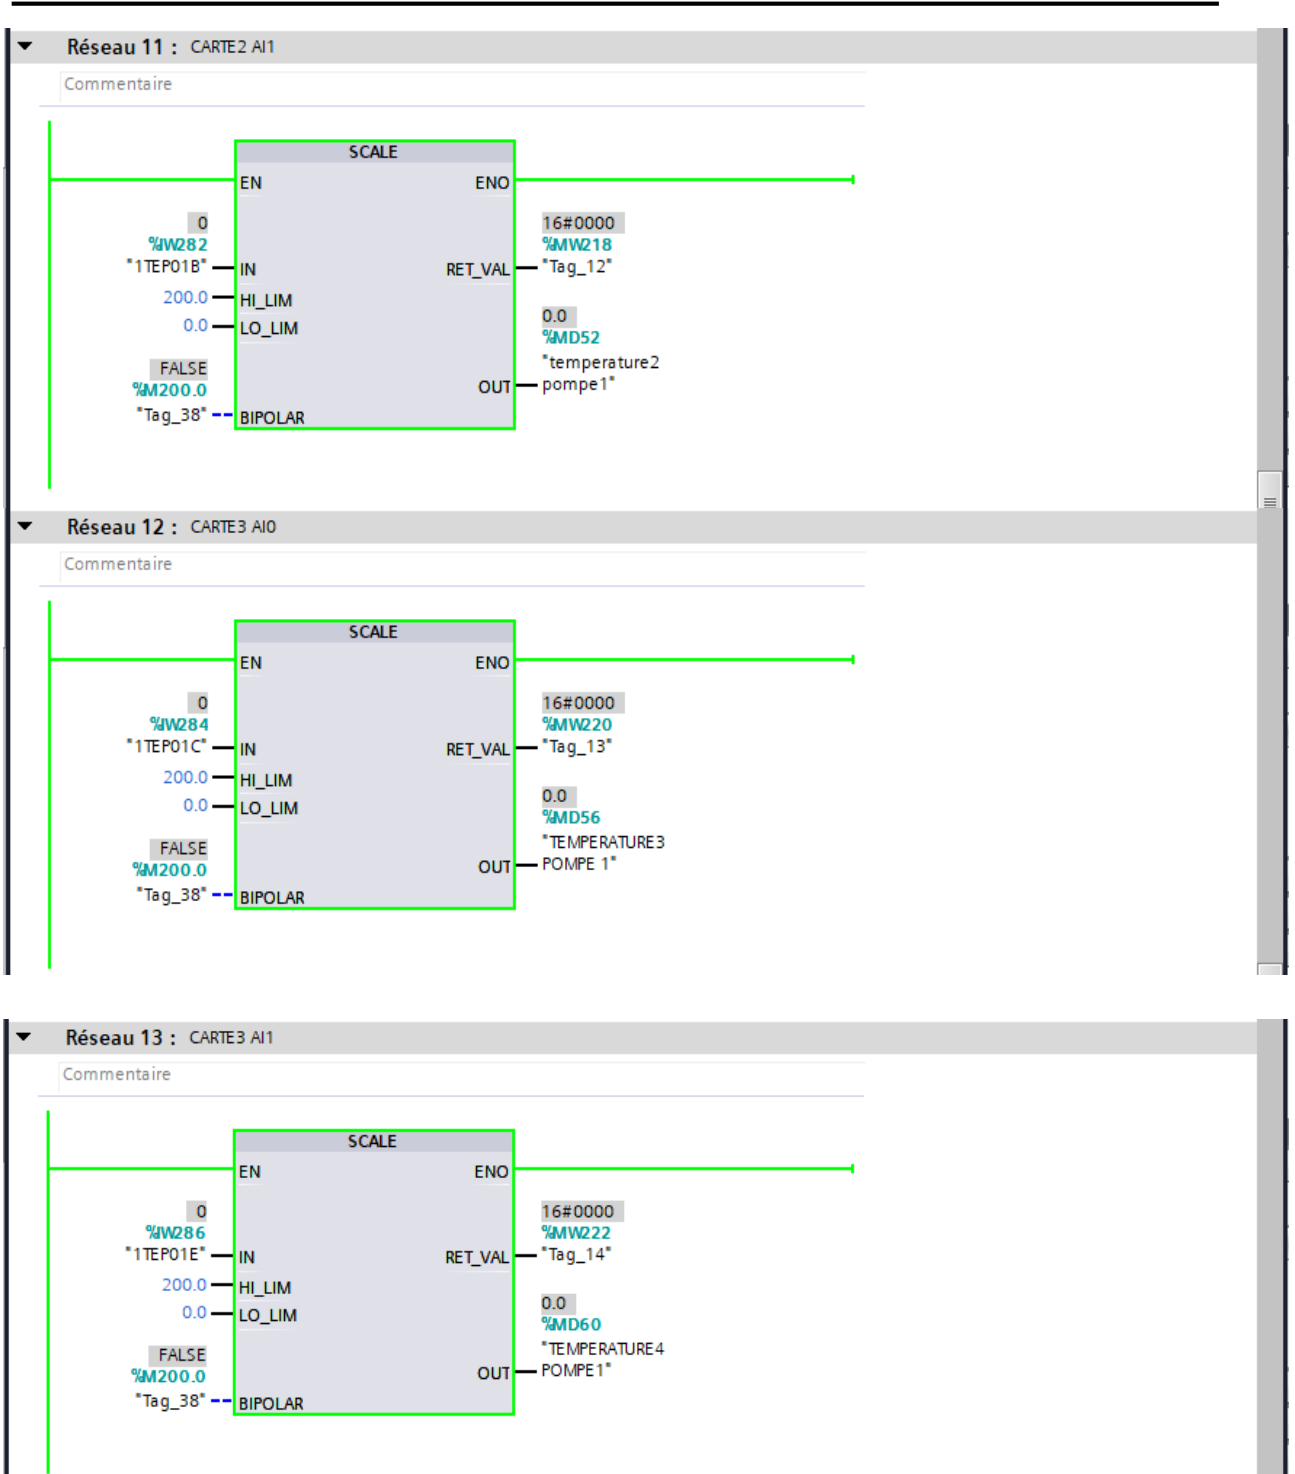 Réseau 11 : CARTE2 AI1
Commentaire
SCALE
EN ENO
0 16#0000
%IW282 %MW218
"1TEP01B" IN RET_VAL "Tag_12"
200.0 HI_LIM
0.0 LO_LIM 0.0
%MD52
FALSE "temperature2
%M200.0 OUT pompe1"
"Tag_38" BIPOLAR
Réseau 12 : CARTE3 AI0
Commentaire
SCALE
EN ENO
0 16#0000
%IW284 %MW220
"1TEP01C" IN RET_VAL "Tag_13"
200.0 HI_LIM
0.0 LO_LIM 0.0
%MD56
FALSE "TEMPERATURE3
%M200.0 OUT POMPE 1"
"Tag_38" BIPOLAR
Réseau 13 : CARTE3 AI1
Commentaire
SCALE
EN ENO
0 16#0000
%IW286 %MW222
"1TEP01E" IN RET_VAL "Tag_14"
200.0 HI_LIM
0.0 LO_LIM 0.0
%MD60
FALSE "TEMPERATURE4
%M200.0 OUT POMPE1"
"Tag_38" BIPOLAR